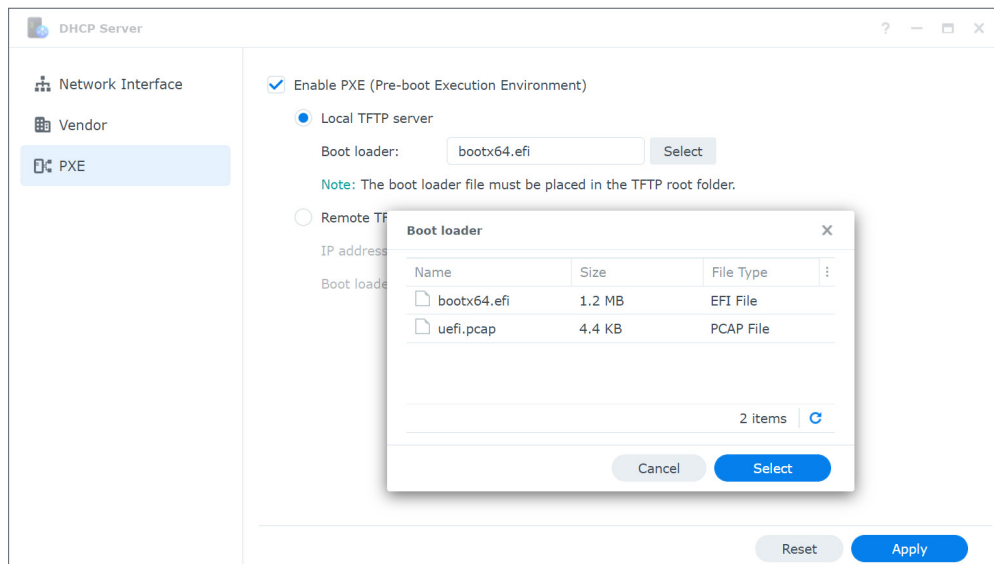 DHCP Server
Network Interface
Vendor
PXE
Enable PXE (Pre-boot Execution Environment)
Local TFTP server
Boot loader: bootx64.efi Select
Note: The boot loader file must be placed in the TFTP root folder.
Remote TF
IP address
Boot loade
Boot loader
Name Size File Type
bootx64.efi 1.2 MB EFI File
uefi.pcap 4.4 KB PCAP File
2 items
Cancel Select
Reset Apply